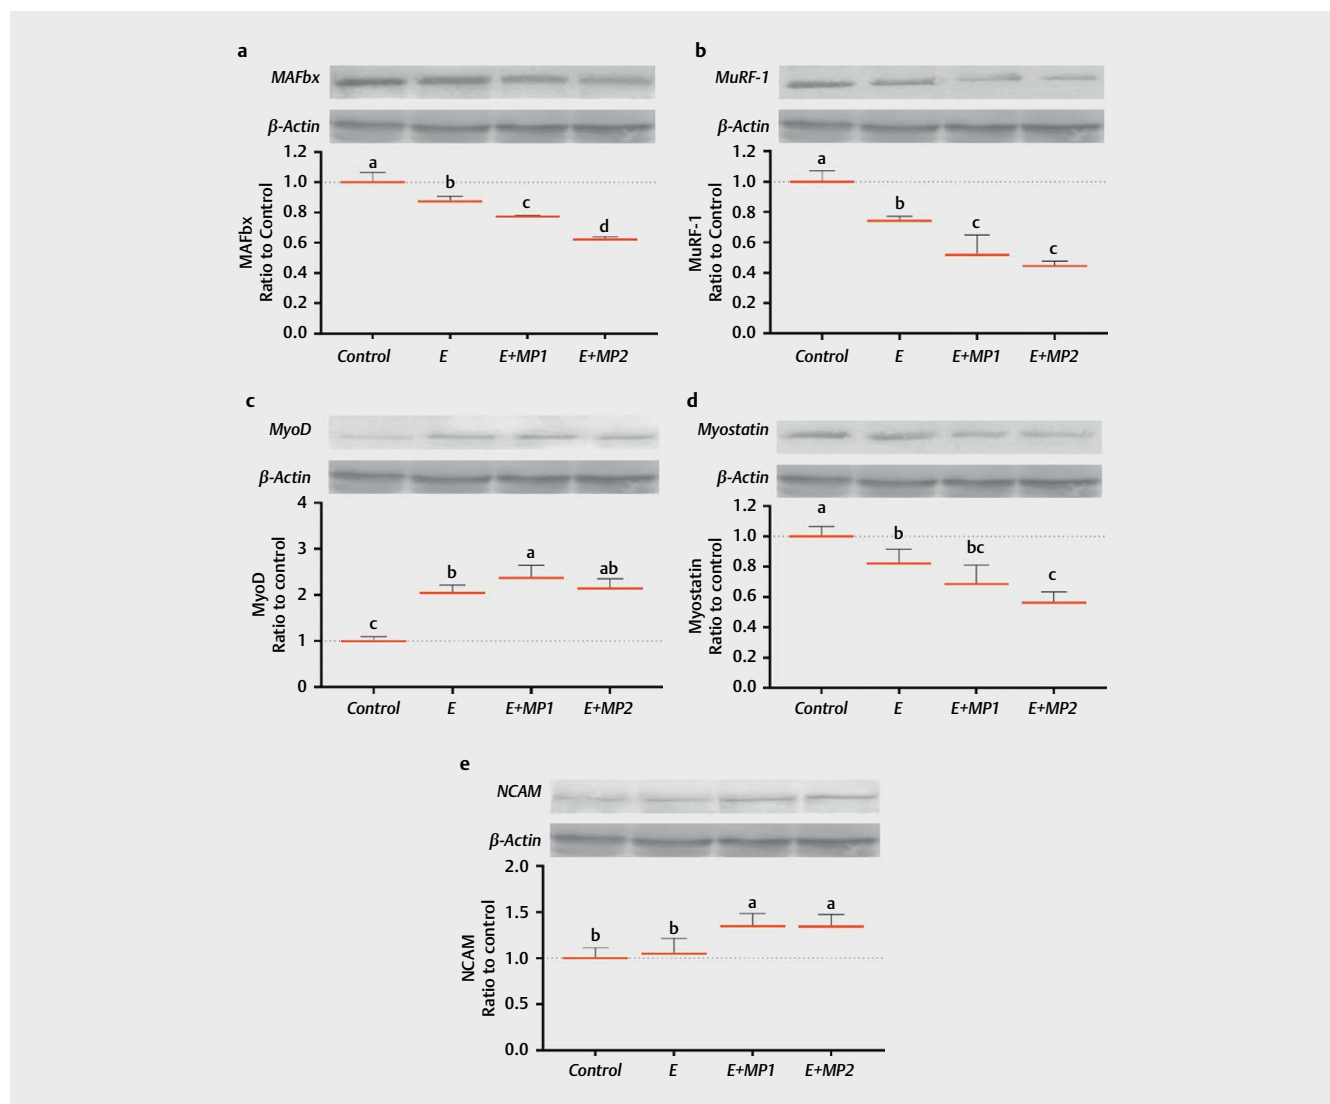 a
MAFbx
β-Actin
MAFbx
Ratio to Control
1.2
1.0
0.8
0.6
0.4
0.2
0.0
a
b
c
d
Control
E
E+MP1
E+MP2
b
MuRF-1
β-Actin
MuRF-1
Ratio to Control
1.2
1.0
0.8
0.6
0.4
0.2
0.0
a
b
c
c
Control
E
E+MP1
E+MP2
c
MyoD
β-Actin
MyoD
Ratio to control
4
3
2
1
0
c
b
a
ab
Control
E
E+MP1
E+MP2
d
Myostatin
β-Actin
Myostatin
Ratio to control
1.2
1.0
0.8
0.6
0.4
0.2
0.0
a
b
bc
c
Control
E
E+MP1
E+MP2
e
NCAM
β-Actin
NCAM
Ratio to control
2.0
1.5
1.0
0.5
0.0
b
b
a
a
Control
E
E+MP1
E+MP2